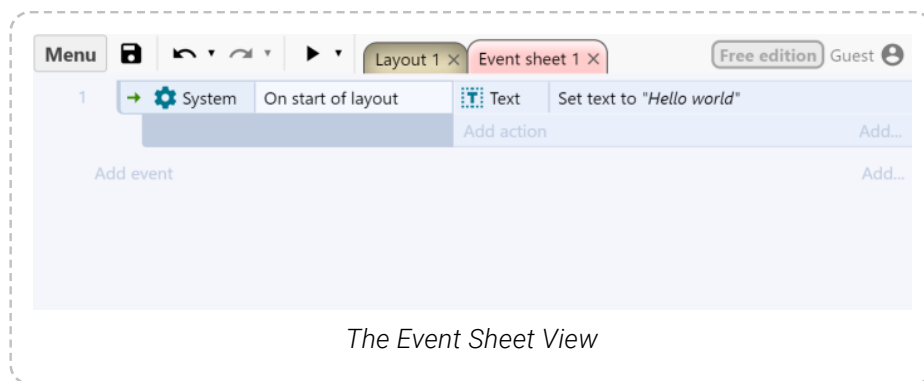 Menu Layout 1 Event sheet 1 Free edition Guest
1 System On start of layout Text Set text to "Hello world"
Add action Add...
Add event Add...
The Event Sheet View